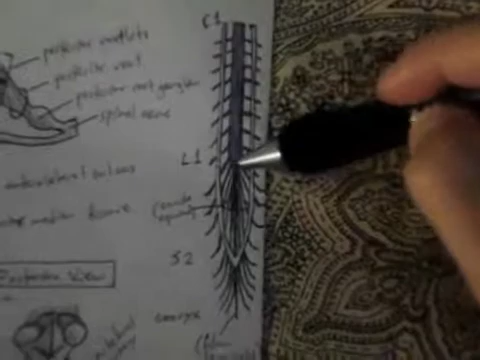 C1
posterior rootlets
posterior root
posterior root ganglion
spinal nerve
L1
anterolateral sulcus
median fissure
cauda
equina
S2
Posterior View
coccyx